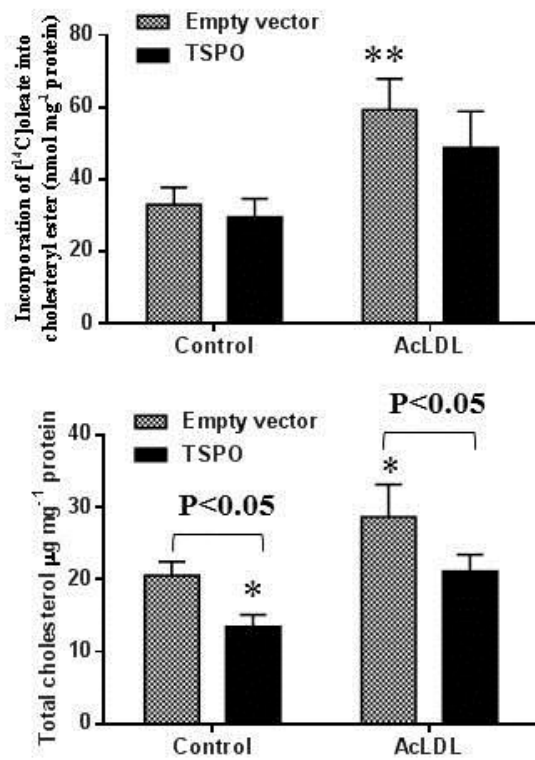 Empty vector
TSPO
Incorporation of [¹⁴C]oleate into
cholesteryl ester (nmol mg⁻¹ protein)
80
60
40
20
0
**
Control
AcLDL
Empty vector
TSPO
P<0.05
P<0.05
Total cholesterol µg mg⁻¹ protein
40
30
20
10
0
*
*
Control
AcLDL